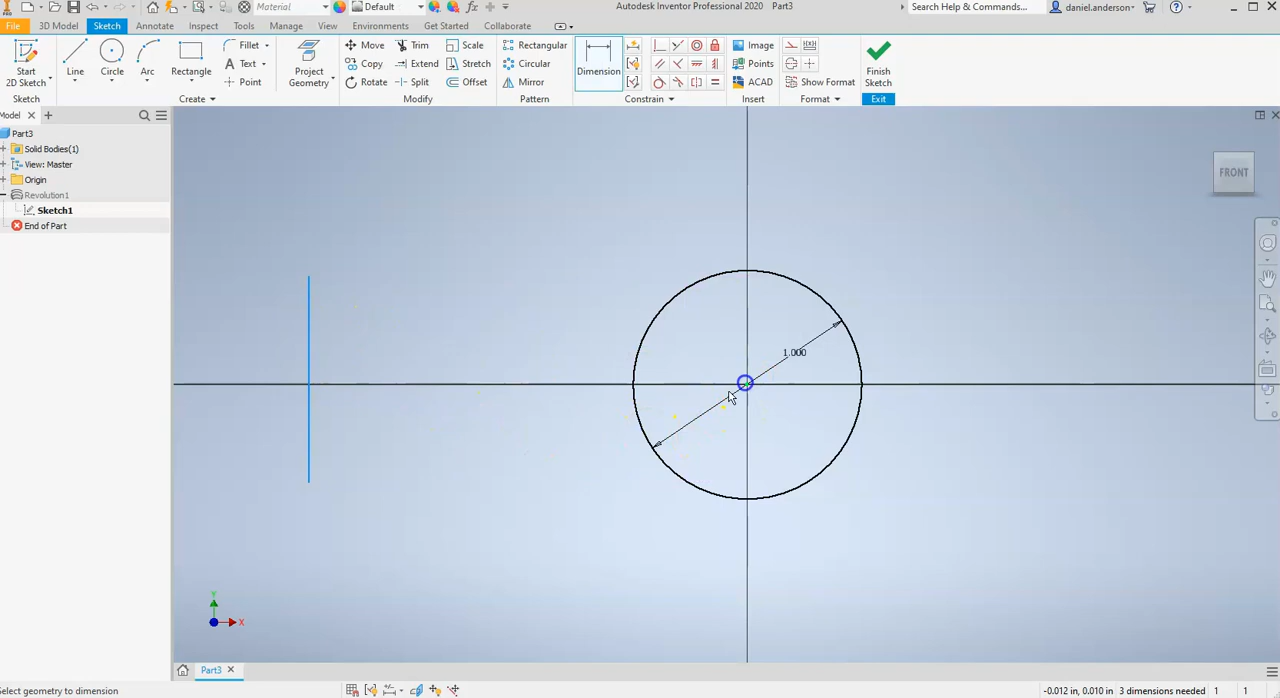 Material Default fx Autodesk Inventor Professional 2020 Part3 Search Help & Commands... daniel.anderson
File 3D Model Sketch Annotate Inspect Tools Manage View Environments Get Started Collaborate
Start
2D Sketch
Line
Circle
Arc
Rectangle
Fillet
Text
Point
Project
Geometry
Move
Copy
Rotate
Trim
Extend
Split
Scale
Stretch
Offset
Rectangular
Circular
Mirror
Dimension
Image
Points
ACAD
Show Format
Finish
Sketch
Sketch Create Modify Pattern Constrain Insert Format Exit
Model
Part3
Solid Bodies(1)
View: Master
Origin
Revolution1
Sketch1
End of Part
FRONT
1.000
Y
X
Part3
Select geometry to dimension -0.012 in, 0.010 in 3 dimensions needed 1 1